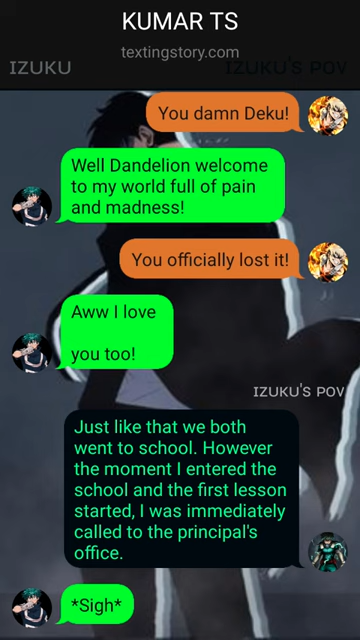 KUMAR TS
textingstory.com
IZUKU
IZUKU'S POV
You damn Deku!
Well Dandelion welcome
to my world full of pain
and madness!
You officially lost it!
Aww I love
you too!
IZUKU'S POV
Just like that we both
went to school. However
the moment I entered the
school and the first lesson
started, I was immediately
called to the principal's
office.
*Sigh*